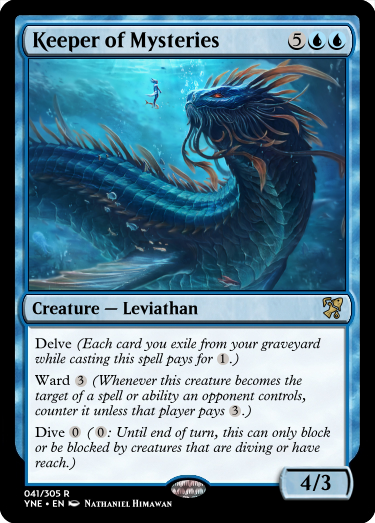 Keeper of Mysteries 5
Creature — Leviathan
Delve (Each card you exile from your graveyard
while casting this spell pays for 1.)
Ward 3 (Whenever this creature becomes the
target of a spell or ability an opponent controls,
counter it unless that player pays 3.)
Dive 0 ( 0: Until end of turn, this can only block
or be blocked by creatures that are diving or have
reach.)
4/3
041/305 R
YNE • EN Nathaniel Himawan